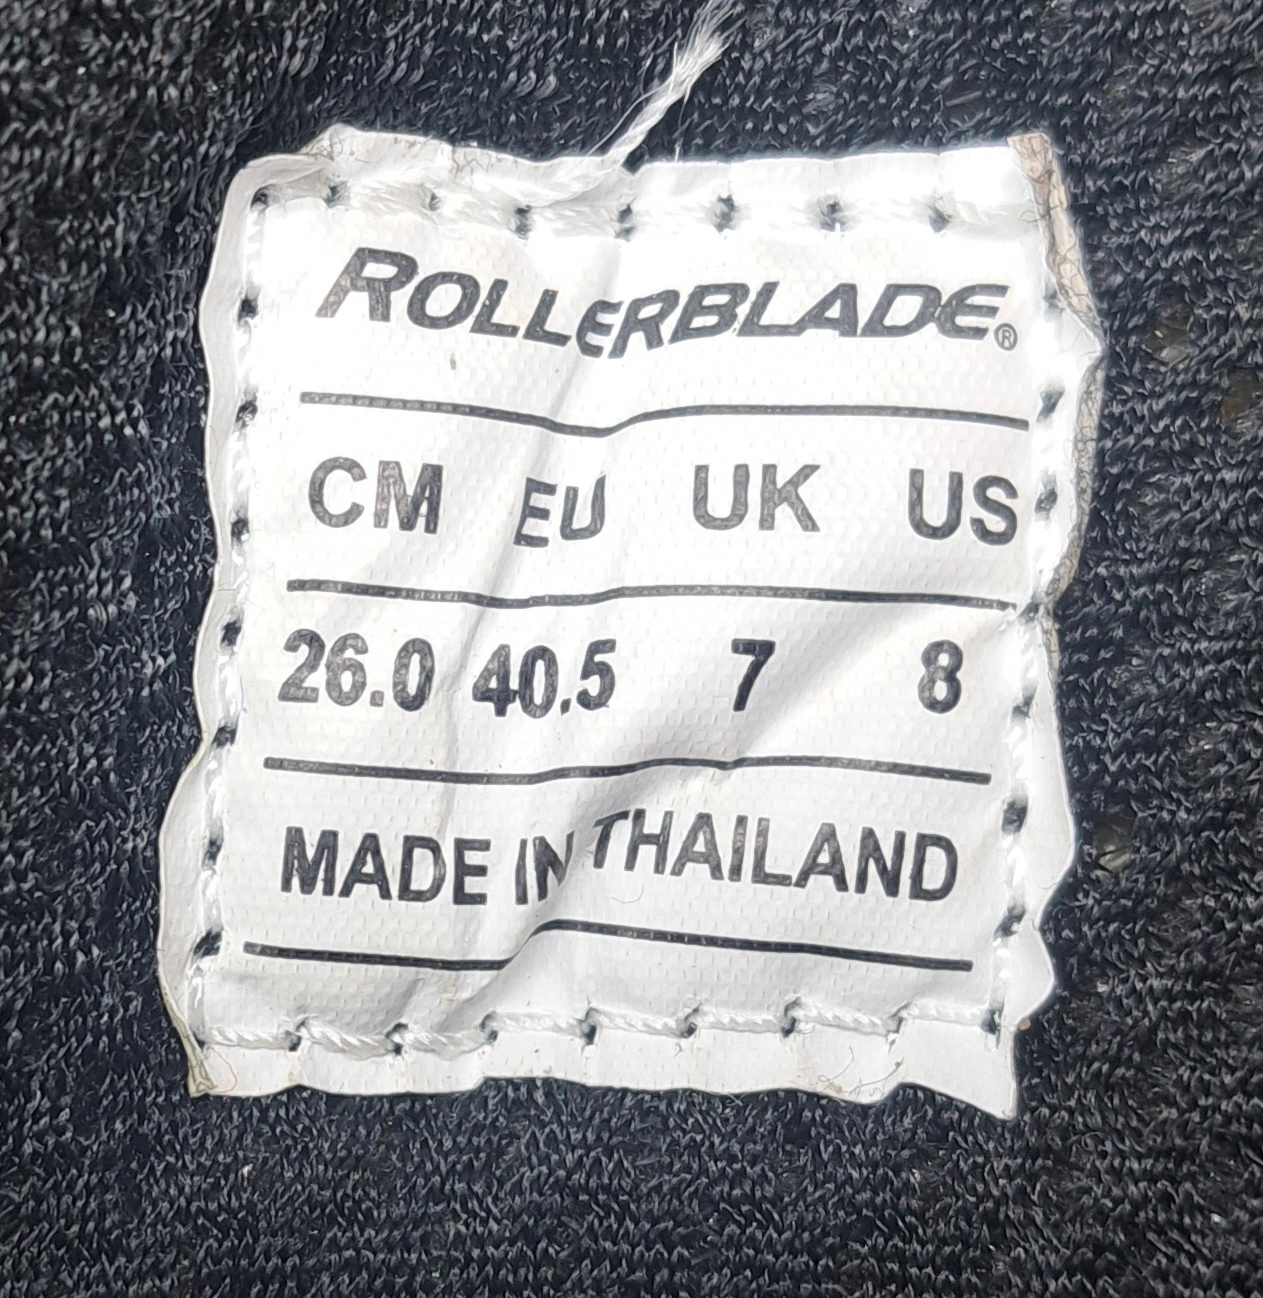 ROLLERBLADE®
CM EU UK US
26.0 40.5 7 8
MADE IN THAILAND